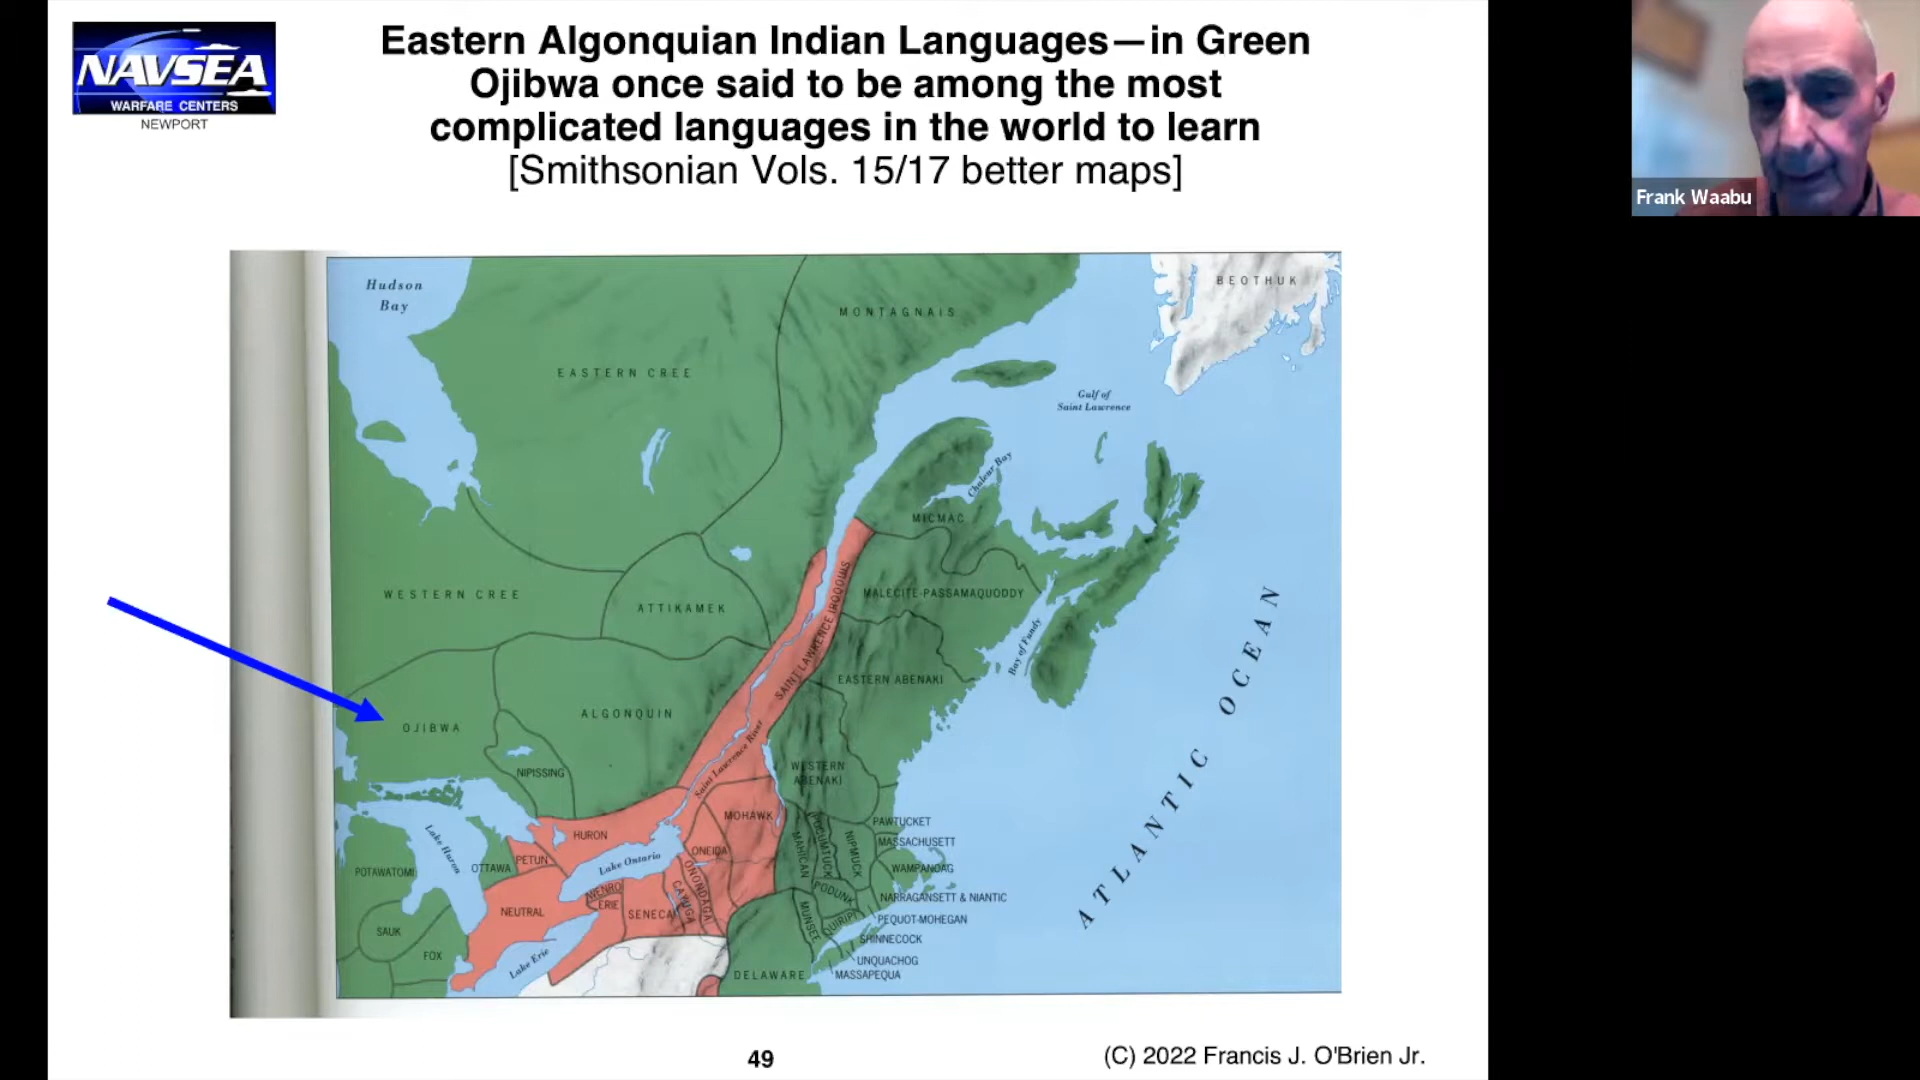 NAVSEA
WARFARE CENTERS
NEWPORT
Eastern Algonquian Indian Languages—in Green
Ojibwa once said to be among the most
complicated languages in the world to learn
[Smithsonian Vols. 15/17 better maps]
Frank Waabu
Hudson
Bay
BEOTHUK
MONTAGNAIS
EASTERN CREE
Gulf of
Saint Lawrence
Chaleur Bay
MICMAC
WESTERN CREE
ATTIKAMEK
SAINT LAWRENCE IROQUOIS
MALECITE-PASSAMAQUODDY
Bay of Fundy
EASTERN ABENAKI
ATLANTIC OCEAN
OJIBWA
ALGONQUIN
Saint Lawrence River
NIPISSING
WESTERN
ABENAKI
MOHAWK
HURON
Lake Huron
Lake Ontario
ONEIDA
PETUN
OTTAWA
POTAWATOMI
MAHICAN
POCUMTUCK
NIPMUCK
PAWTUCKET
MASSACHUSETT
WAMPANOAG
NARRAGANSETT & NIANTIC
PEQUOT-MOHEGAN
SHINNECOCK
UNQUACHOG
MASSAPEQUA
PODUNK
QUIRIPI
MUNSEE
DELAWARE
WENRO
ERIE
SENECA
CAYUGA
ONONDAGA
NEUTRAL
SAUK
FOX
Lake Erie
49
(C) 2022 Francis J. O'Brien Jr.